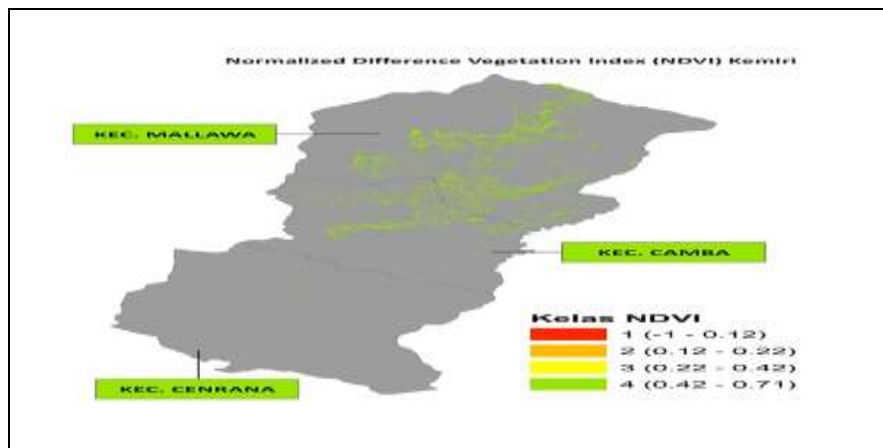 Normalized Difference Vegetation Index (NDVI) Kemiri
KEC. MALLAWA
KEC. CAMBA
Kelas NDVI
1 (-1 - 0.12)
2 (0.12 - 0.22)
3 (0.22 - 0.42)
4 (0.42 - 0.71)
KEC. CENRANA